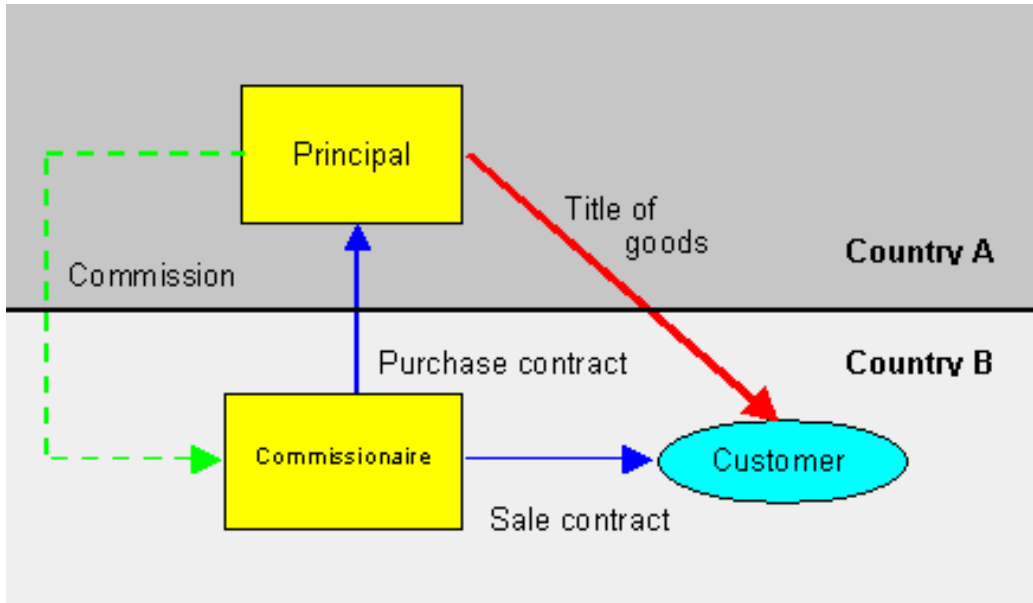 Principal
Title of
goods
Country A
Commission
Purchase contract
Country B
Commissionaire
Customer
Sale contract